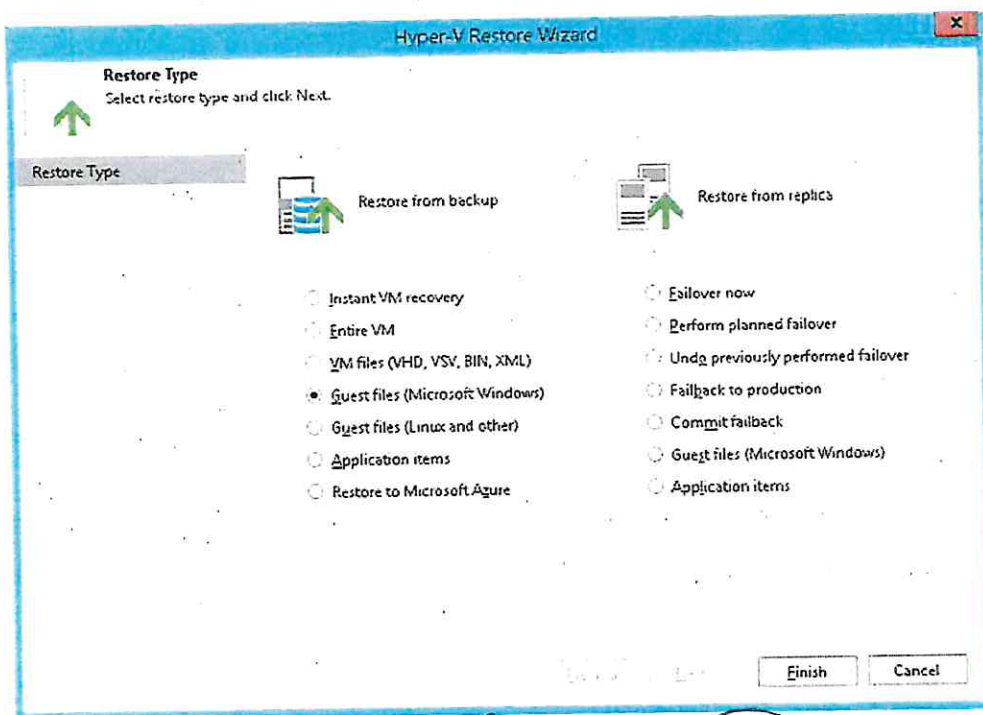 Hyper-V Restore Wizard
Restore Type
Select restore type and click Next.
Restore Type
Restore from backup
Instant VM recovery
Entire VM
VM files (VHD, VSV, BIN, XML)
Guest files (Microsoft Windows)
Guest files (Linux and other)
Application items
Restore to Microsoft Azure
Restore from replica
Failover now
Perform planned failover
Undo previously performed failover
Failback to production
Commit failback
Guest files (Microsoft Windows)
Application items
Finish
Cancel